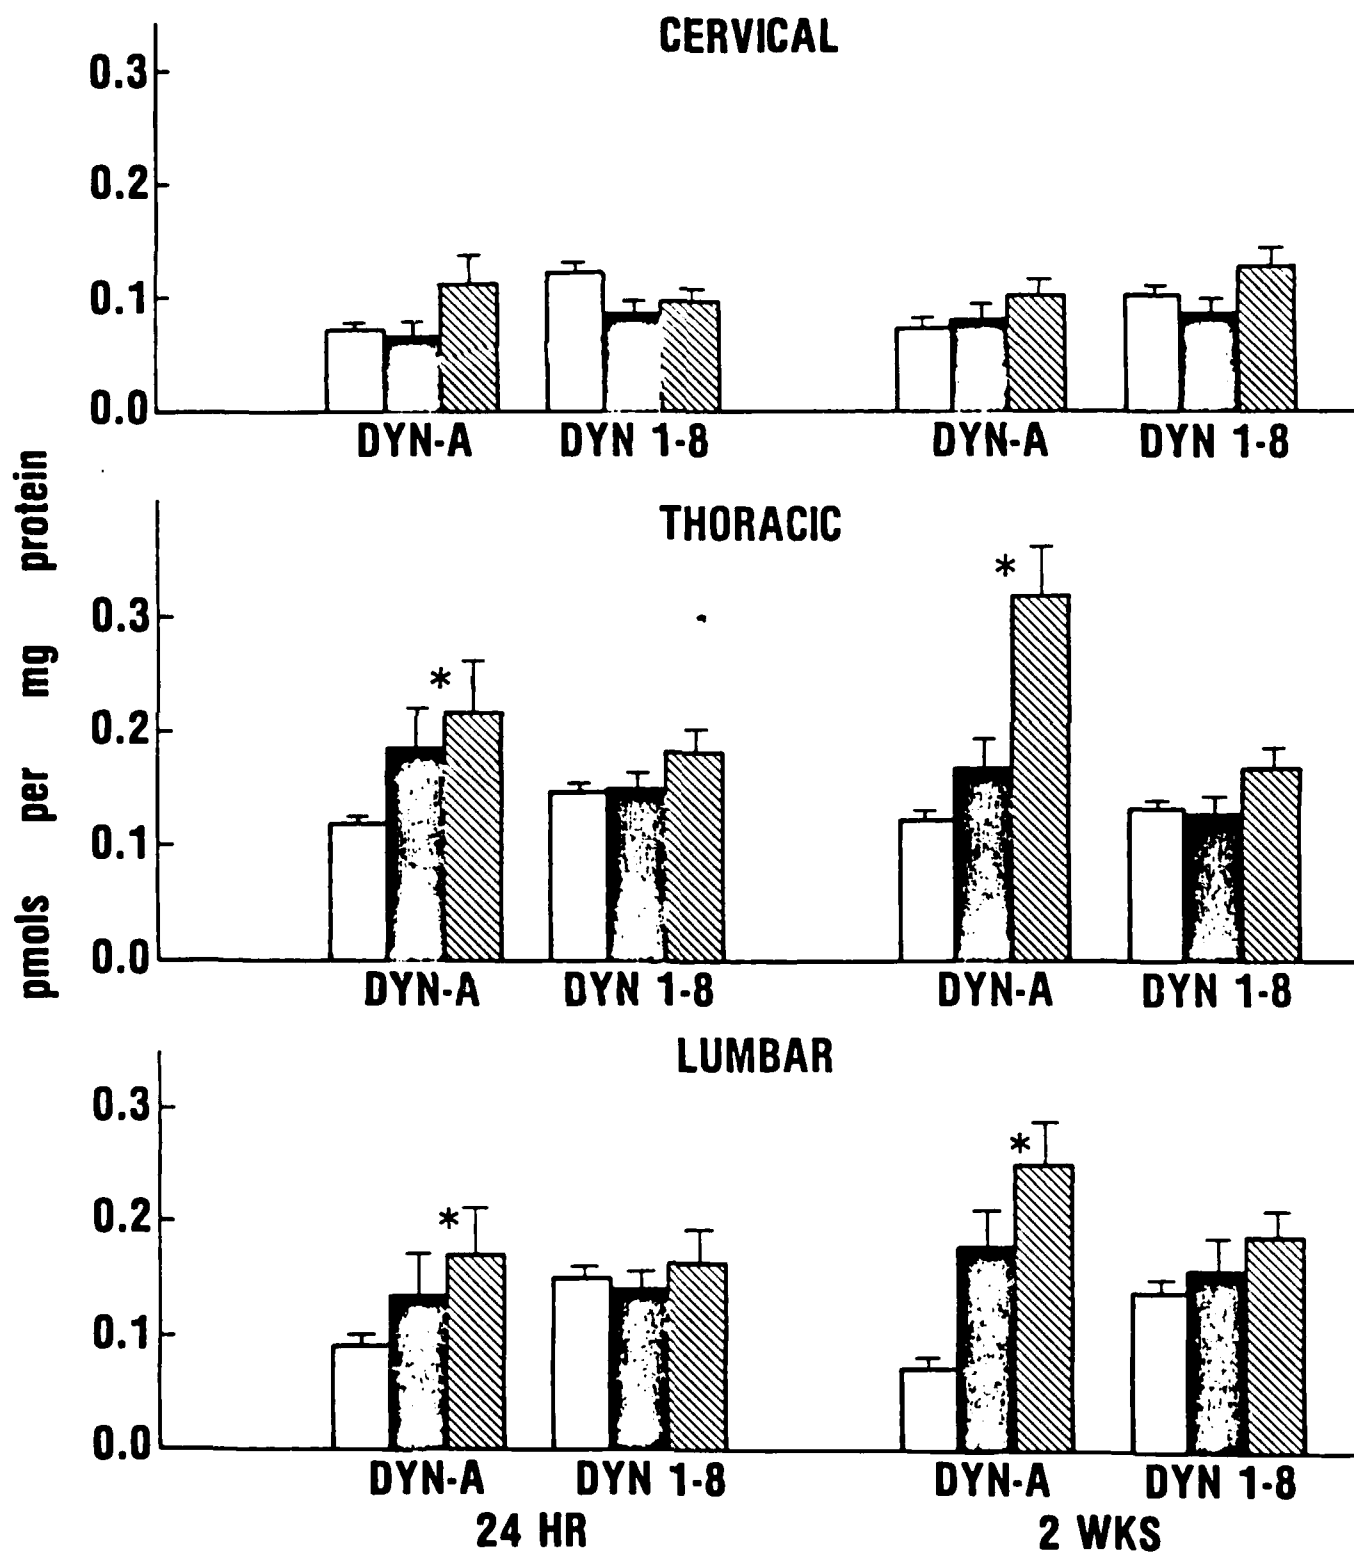 CERVICAL
0.3
0.2
0.1
0.0
DYN-A DYN 1-8 DYN-A DYN 1-8
pmols per mg protein
THORACIC
*
0.3
*
0.2
0.1
0.0
DYN-A DYN 1-8 DYN-A DYN 1-8
LUMBAR
0.3
*
0.2 *
0.1
0.0
DYN-A DYN 1-8 DYN-A DYN 1-8
24 HR 2 WKS